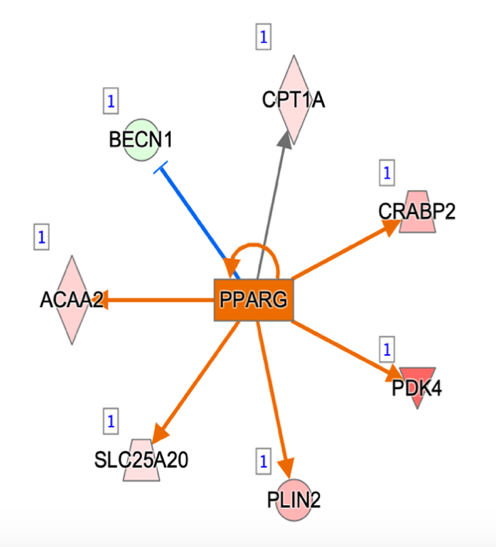 1
CPT1A
1
BECN1
1
CRABP2
1
ACAA2
PPARG
1
PDK4
1
SLC25A20
1
PLIN2